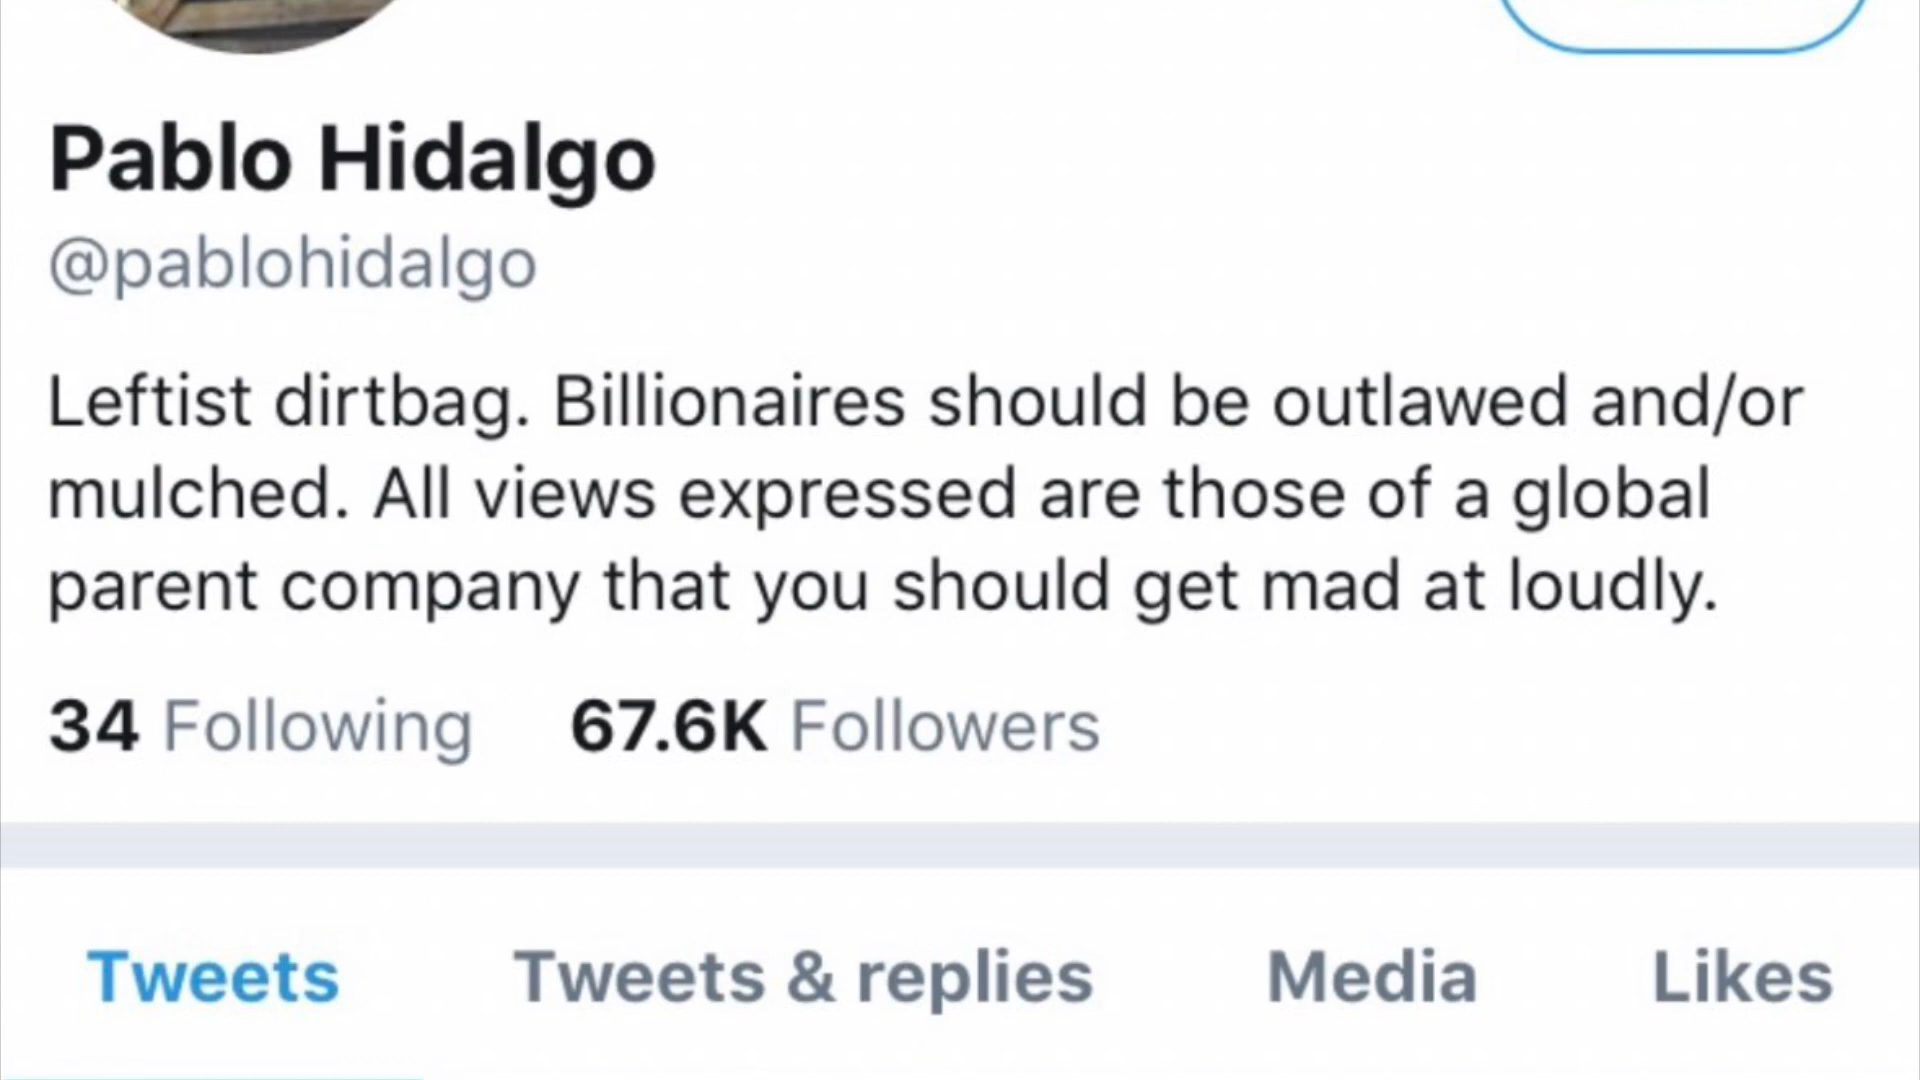 Pablo Hidalgo
@pablohidalgo
Leftist dirtbag. Billionaires should be outlawed and/or
mulched. All views expressed are those of a global
parent company that you should get mad at loudly.
34 Following 67.6K Followers
Tweets Tweets & replies Media Likes